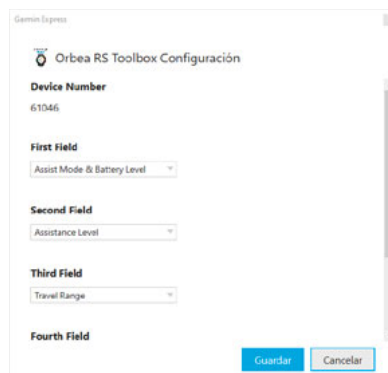 Garmin Express
Orbea RS Toolbox Configuración
Device Number
61046
First Field
Assist Mode & Battery Level
Second Field
Assistance Level
Third Field
Travel Range
Fourth Field
Guardar
Cancelar